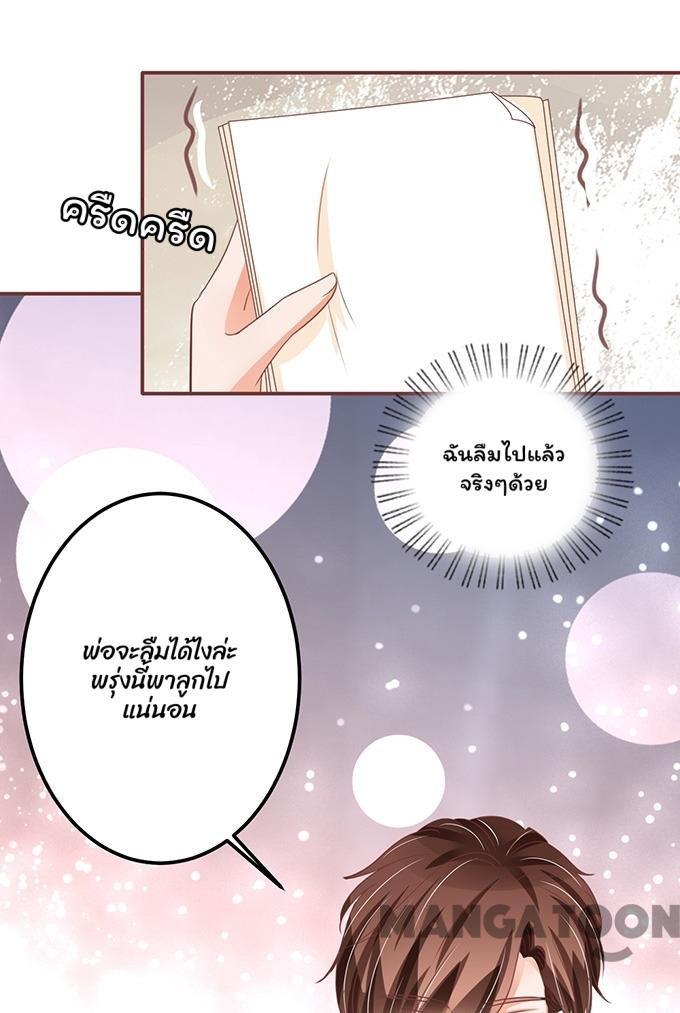 ครืดครืด
ฉันลืมไปแล้ว
จริงๆด้วย
พ่อจะลืมได้ไงล่ะ
พรุ่งนี้พาลูกไป
แน่นอน
MANGATOON